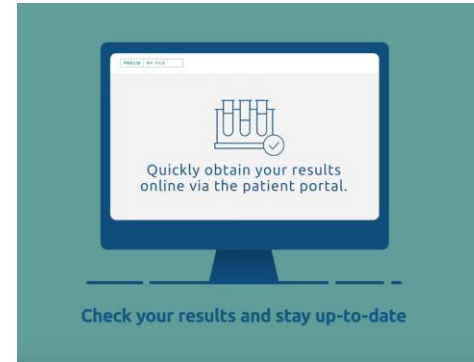 PRELIB MY FILE
Quickly obtain your results
online via the patient portal.
Check your results and stay up-to-date